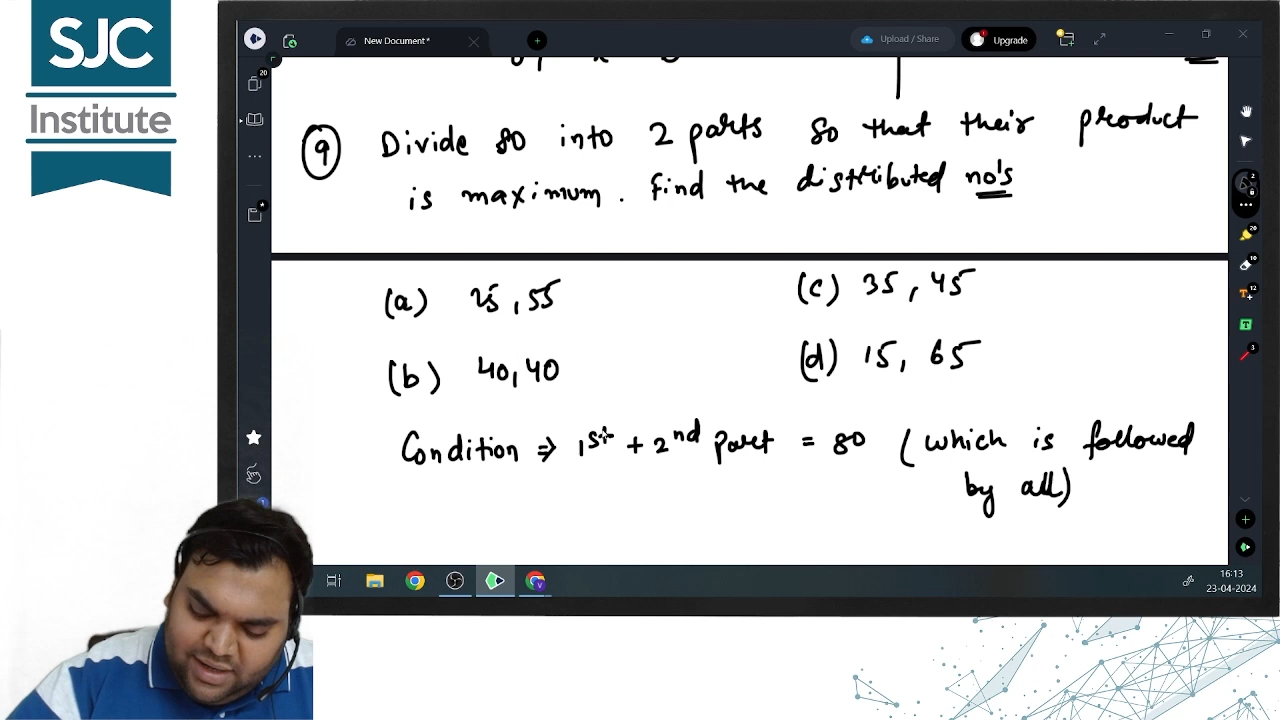 SJC
Institute
New Document*
Upload / Share
Upgrade
(9) Divide 80 into 2 parts so that their product
is maximum. Find the distributed no's
(a) 25, 55
(c) 35, 45
(b) 40, 40
(d) 15, 65
Condition ⇒ 1st + 2nd part = 80 (which is followed
by all)
16:13
23-04-2024